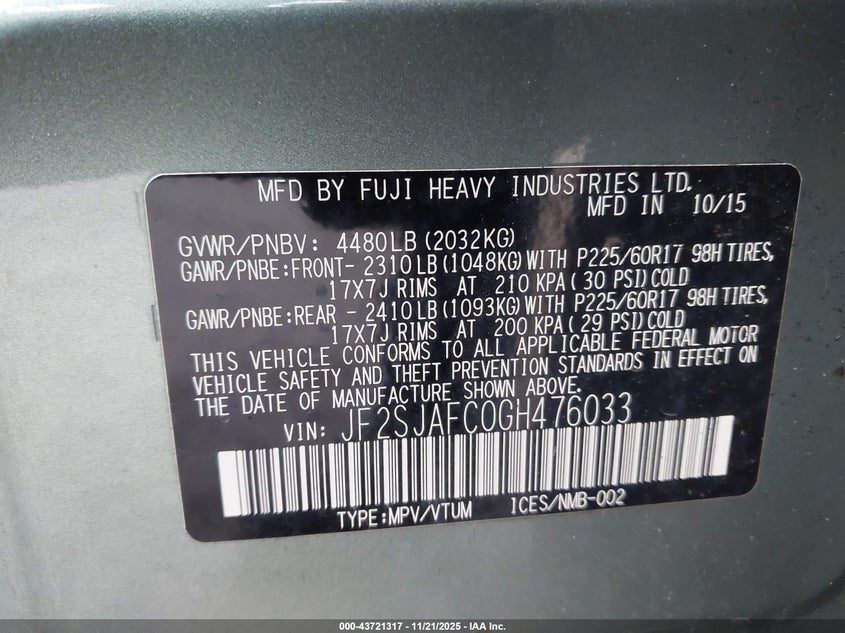 MFD BY FUJI HEAVY INDUSTRIES LTD.
MFD IN 10/15
GVWR/PNBV: 4480LB (2032KG)
GAWR/PNBE:FRONT- 2310LB (1048KG) WITH P225/60R17 98H TIRES,
17X7J RIMS AT 210 KPA (30 PSI) COLD
GAWR/PNBE:REAR - 2410LB (1093KG) WITH P225/60R17 98H TIRES,
17X7J RIMS AT 200 KPA (29 PSI) COLD
THIS VEHICLE CONFORMS TO ALL APPLICABLE FEDERAL MOTOR
VEHICLE SAFETY AND THEFT PREVENTION STANDARDS IN EFFECT ON
THE DATE OF MANUFACTURE SHOWN ABOVE.
VIN: JF2SJAFC0GH476033
TYPE:MPV/VTUM ICES/NMB-002
000-43721317 - 11/21/2025 - IAA Inc.